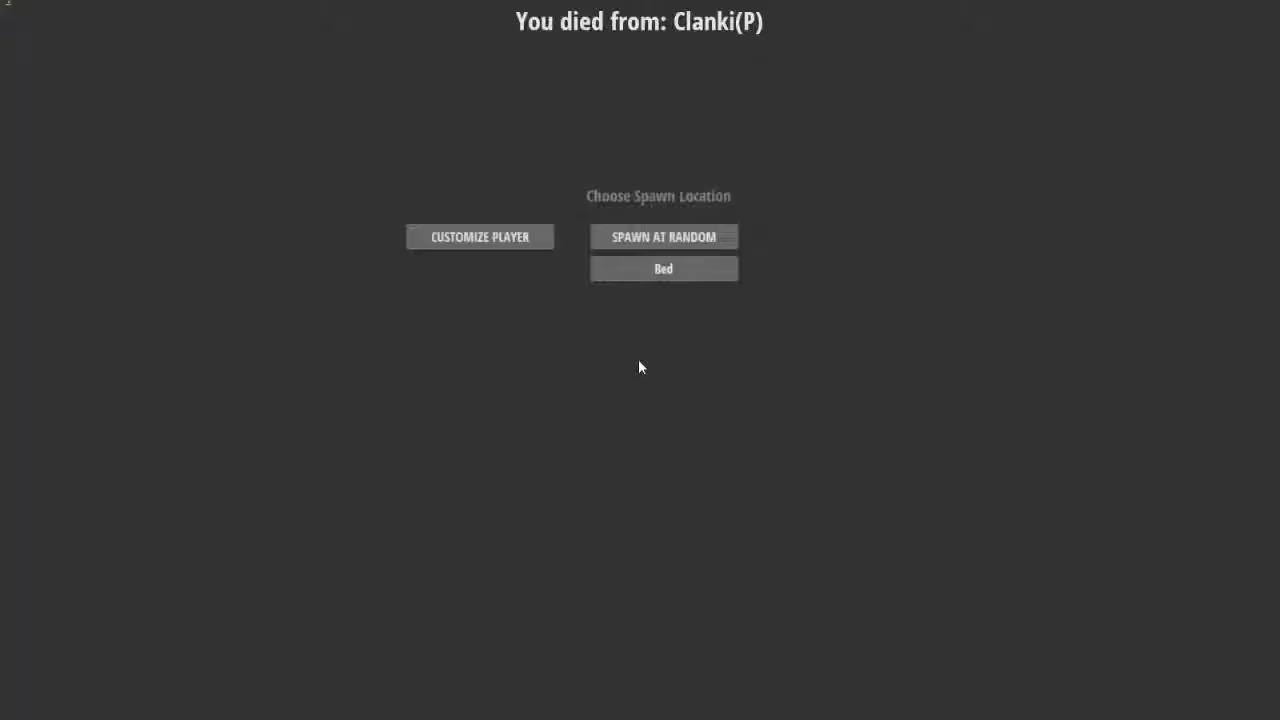 You died from: Clanki(P)
Choose Spawn Location
CUSTOMIZE PLAYER
SPAWN AT RANDOM
Bed